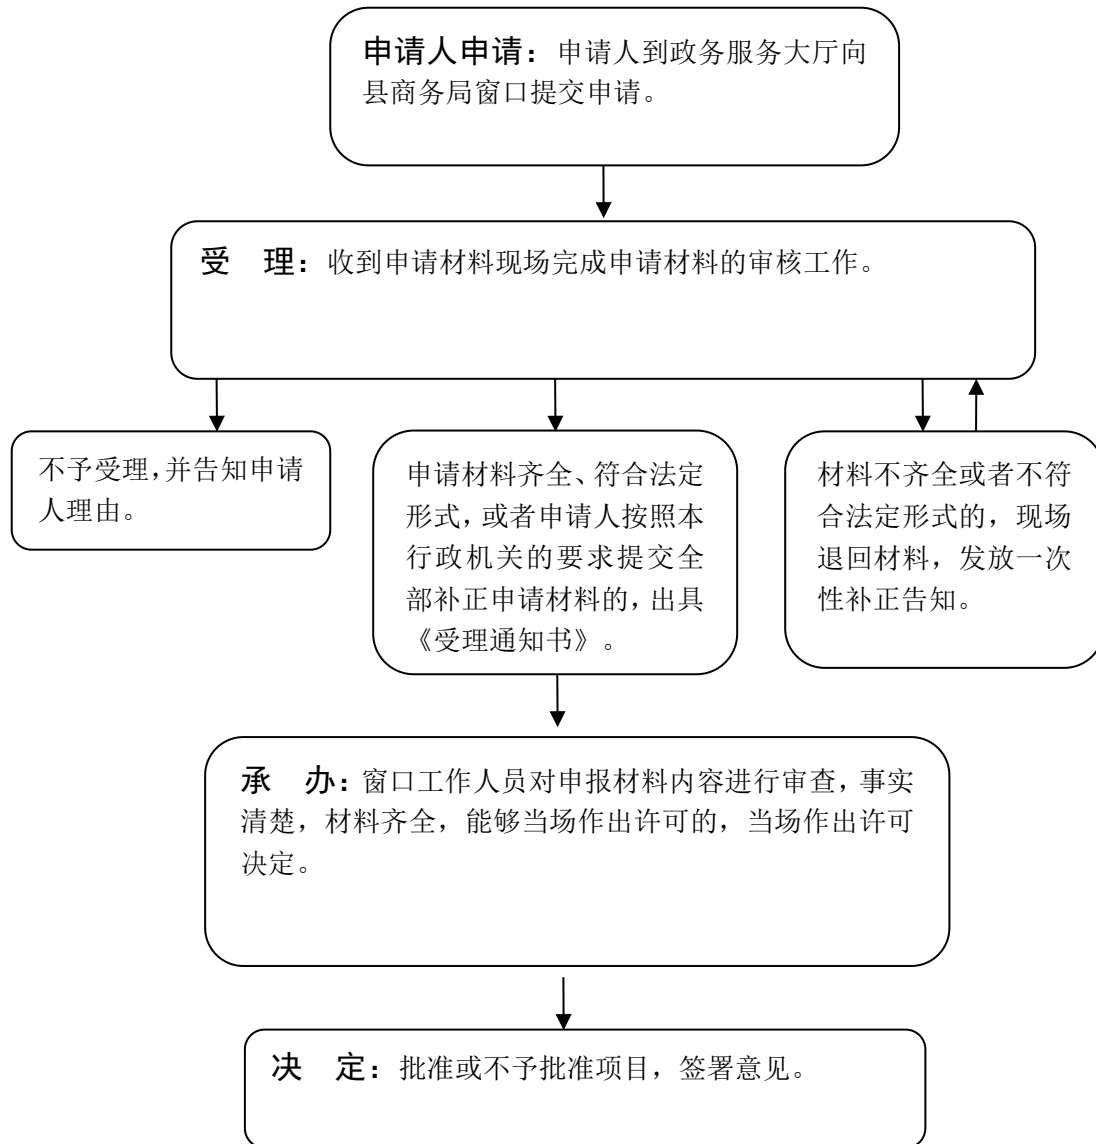 申请人申请：申请人到政务服务大厅向
县商务局窗口提交申请。
受　理：收到申请材料现场完成申请材料的审核工作。
不予受理，并告知申请
人理由。
申请材料齐全、符合法定
形式，或者申请人按照本
行政机关的要求提交全
部补正申请材料的，出具
《受理通知书》。
材料不齐全或者不符
合法定形式的，现场
退回材料，发放一次
性补正告知。
承　办：窗口工作人员对申报材料内容进行审查，事实
清楚，材料齐全，能够当场作出许可的，当场作出许可
决定。
决　定：批准或不予批准项目，签署意见。